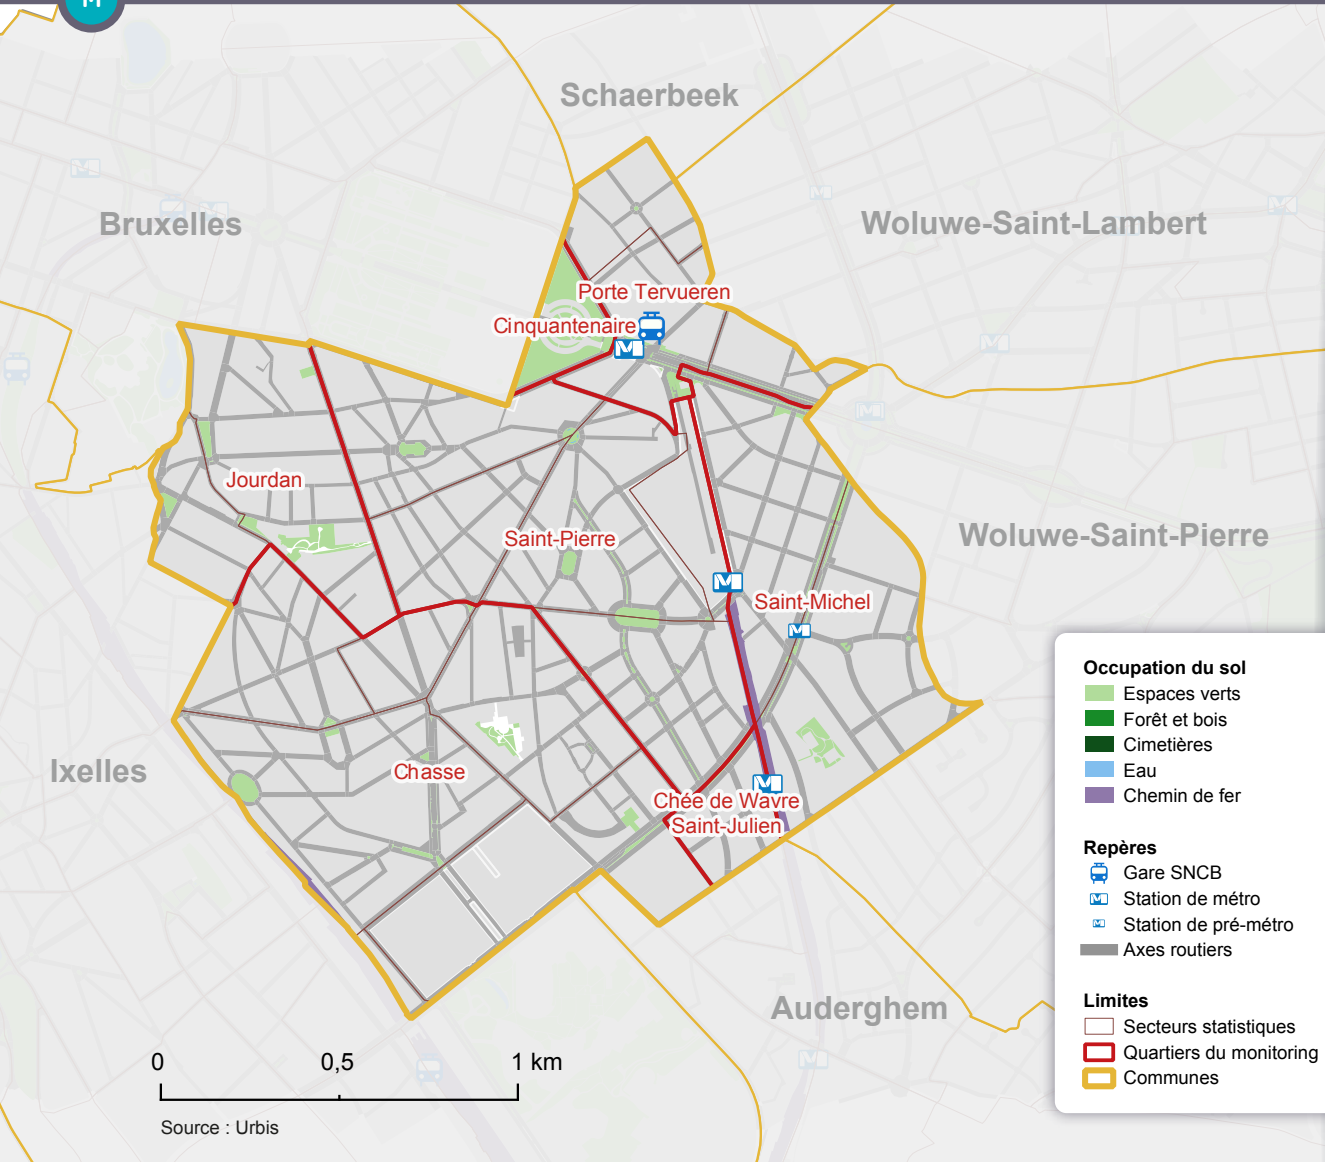 M
Schaerbeek
Bruxelles
Woluwe-Saint-Lambert
Porte Tervueren
Cinquantenaire
Jourdan
Saint-Pierre
Woluwe-Saint-Pierre
Saint-Michel
Ixelles
Chasse
Chée de Wavre
Saint-Julien
Auderghem
Occupation du sol
Espaces verts
Forêt et bois
Cimetières
Eau
Chemin de fer
Repères
Gare SNCB
Station de métro
Station de pré-métro
Axes routiers
Limites
Secteurs statistiques
Quartiers du monitoring
Communes
0 0,5 1 km
Source : Urbis